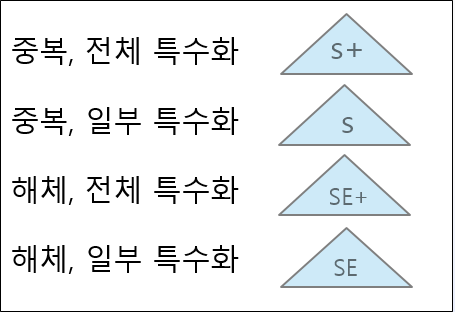 중복, 전체 특수화 s+
중복, 일부 특수화 s
해체, 전체 특수화 SE+
해체, 일부 특수화 SE